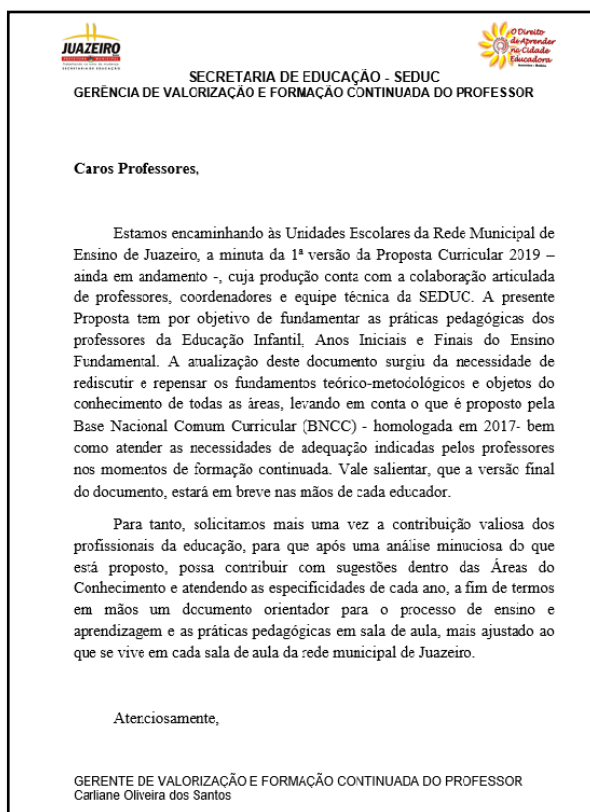 JUAZEIRO
SECRETARIA DE EDUCAÇÃO
O Direito
de Aprender
na Cidade
Educadora
SECRETARIA DE EDUCAÇÃO - SEDUC
GERÊNCIA DE VALORIZAÇÃO E FORMAÇÃO CONTINUADA DO PROFESSOR
Caros Professores,
Estamos encaminhando às Unidades Escolares da Rede Municipal de
Ensino de Juazeiro, a minuta da 1ª versão da Proposta Curricular 2019 –
ainda em andamento -, cuja produção conta com a colaboração articulada
de professores, coordenadores e equipe técnica da SEDUC. A presente
Proposta tem por objetivo de fundamentar as práticas pedagógicas dos
professores da Educação Infantil, Anos Iniciais e Finais do Ensino
Fundamental. A atualização deste documento surgiu da necessidade de
rediscutir e repensar os fundamentos teórico-metodológicos e objetos do
conhecimento de todas as áreas, levando em conta o que é proposto pela
Base Nacional Comum Curricular (BNCC) - homologada em 2017- bem
como atender as necessidades de adequação indicadas pelos professores
nos momentos de formação continuada. Vale salientar, que a versão final
do documento, estará em breve nas mãos de cada educador.
Para tanto, solicitamos mais uma vez a contribuição valiosa dos
profissionais da educação, para que após uma análise minuciosa do que
está proposto, possa contribuir com sugestões dentro das Áreas do
Conhecimento e atendendo as especificidades de cada ano, a fim de termos
em mãos um documento orientador para o processo de ensino e
aprendizagem e as práticas pedagógicas em sala de aula, mais ajustado ao
que se vive em cada sala de aula da rede municipal de Juazeiro.
Atenciosamente,
GERENTE DE VALORIZAÇÃO E FORMAÇÃO CONTINUADA DO PROFESSOR
Carliane Oliveira dos Santos